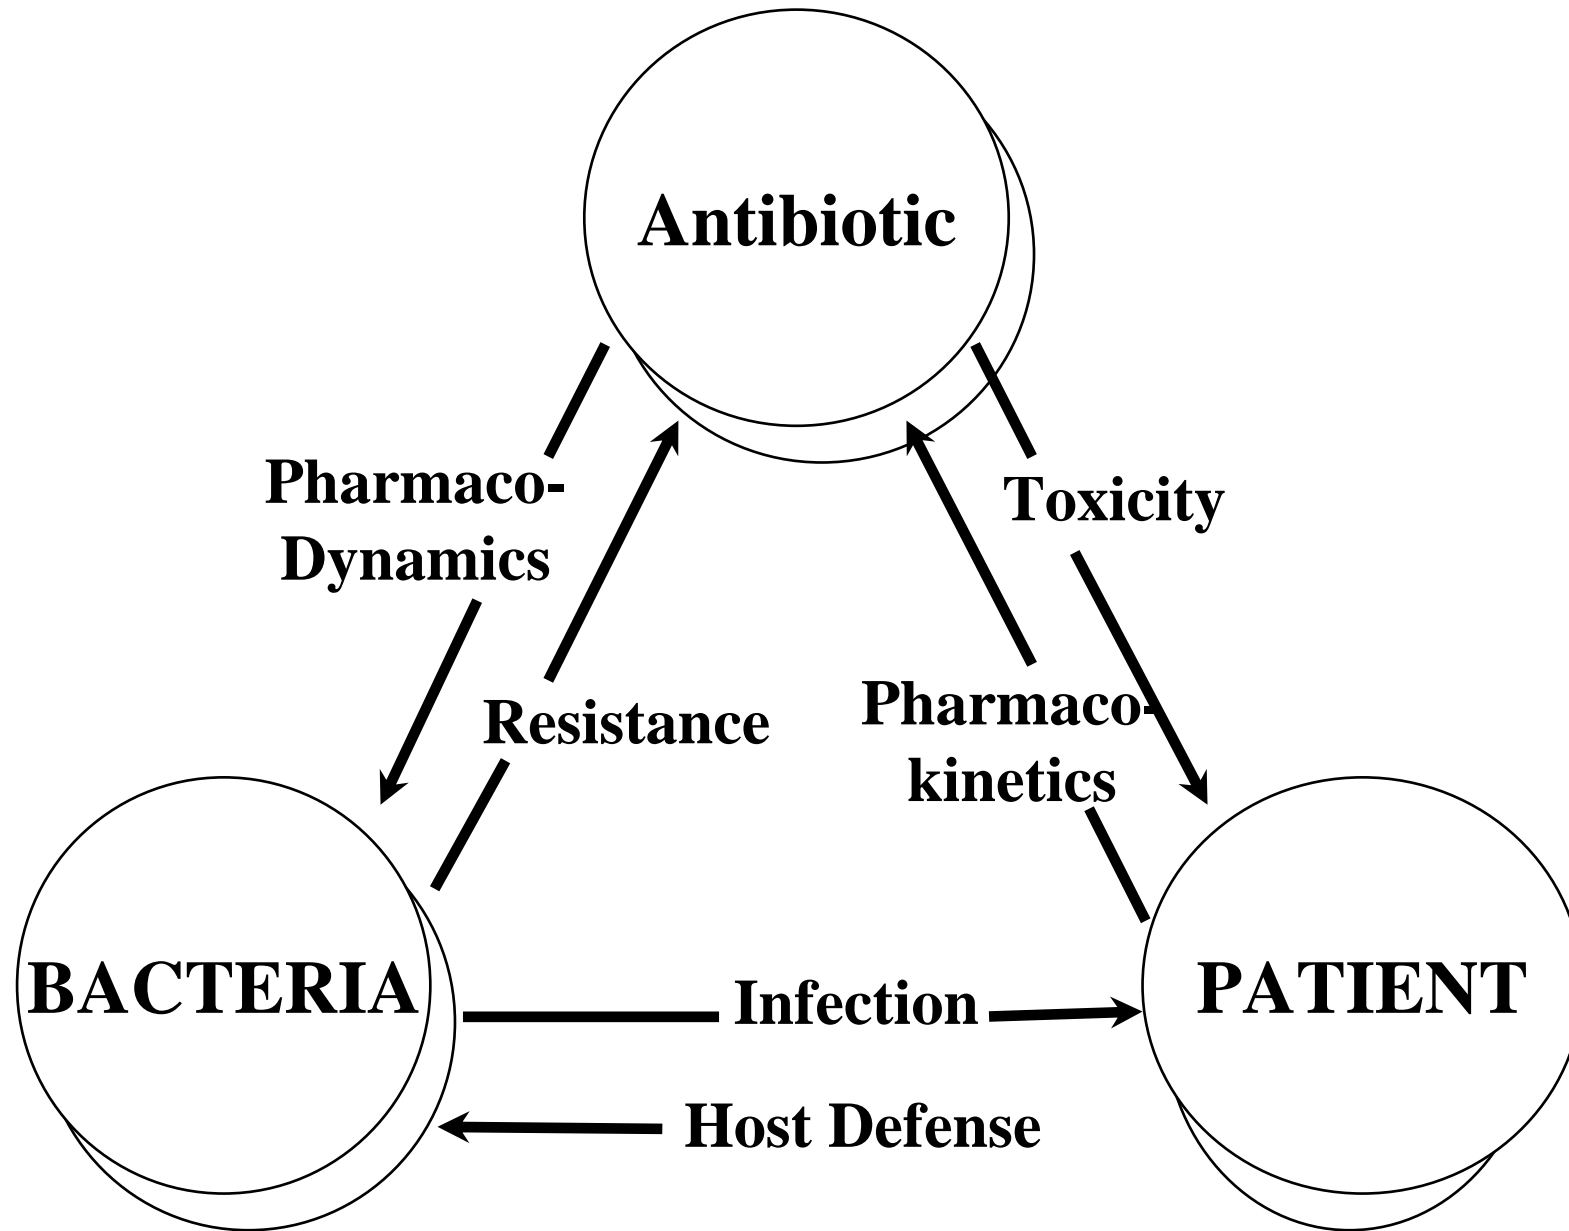 Antibiotic
Pharmaco-
Dynamics
Toxicity
Resistance
Pharmaco-
kinetics
BACTERIA
Infection
PATIENT
Host Defense